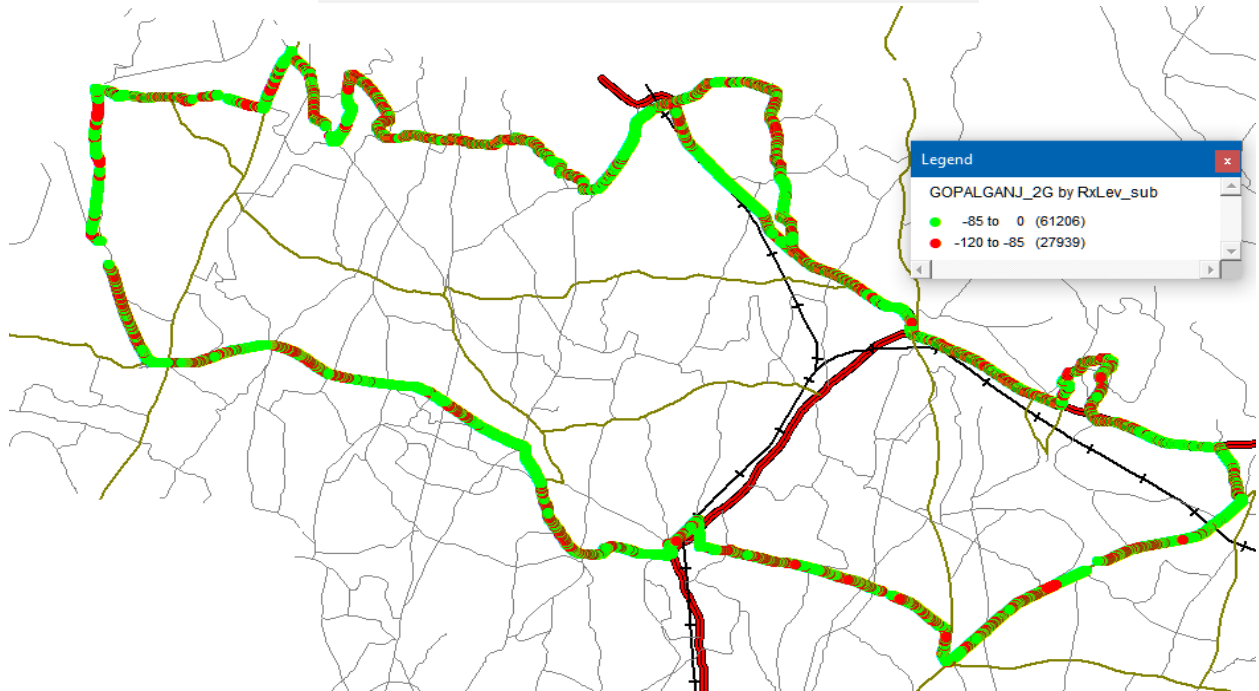 Legend
x
GOPALGANJ_2G by RxLev_sub
-85 to 0 (61206)
-120 to -85 (27939)